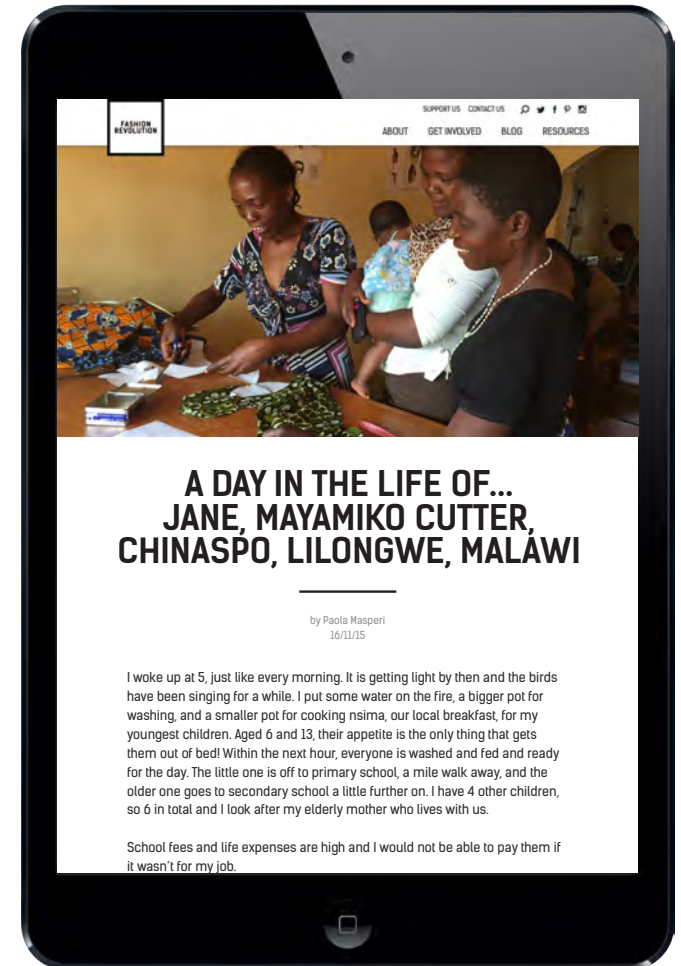 SUPPORT US CONTACT US
FASHION
REVOLUTION
ABOUT GET INVOLVED BLOG RESOURCES
A DAY IN THE LIFE OF...
JANE, MAYAMIKO CUTTER,
CHINASPO, LILONGWE, MALAWI
by Paola Masperi
16/11/15
I woke up at 5, just like every morning. It is getting light by then and the birds
have been singing for a while. I put some water on the fire, a bigger pot for
washing, and a smaller pot for cooking nsima, our local breakfast, for my
youngest children. Aged 6 and 13, their appetite is the only thing that gets
them out of bed! Within the next hour, everyone is washed and fed and ready
for the day. The little one is off to primary school, a mile walk away, and the
older one goes to secondary school a little further on. I have 4 other children,
so 6 in total and I look after my elderly mother who lives with us.
School fees and life expenses are high and I would not be able to pay them if
it wasn't for my job.